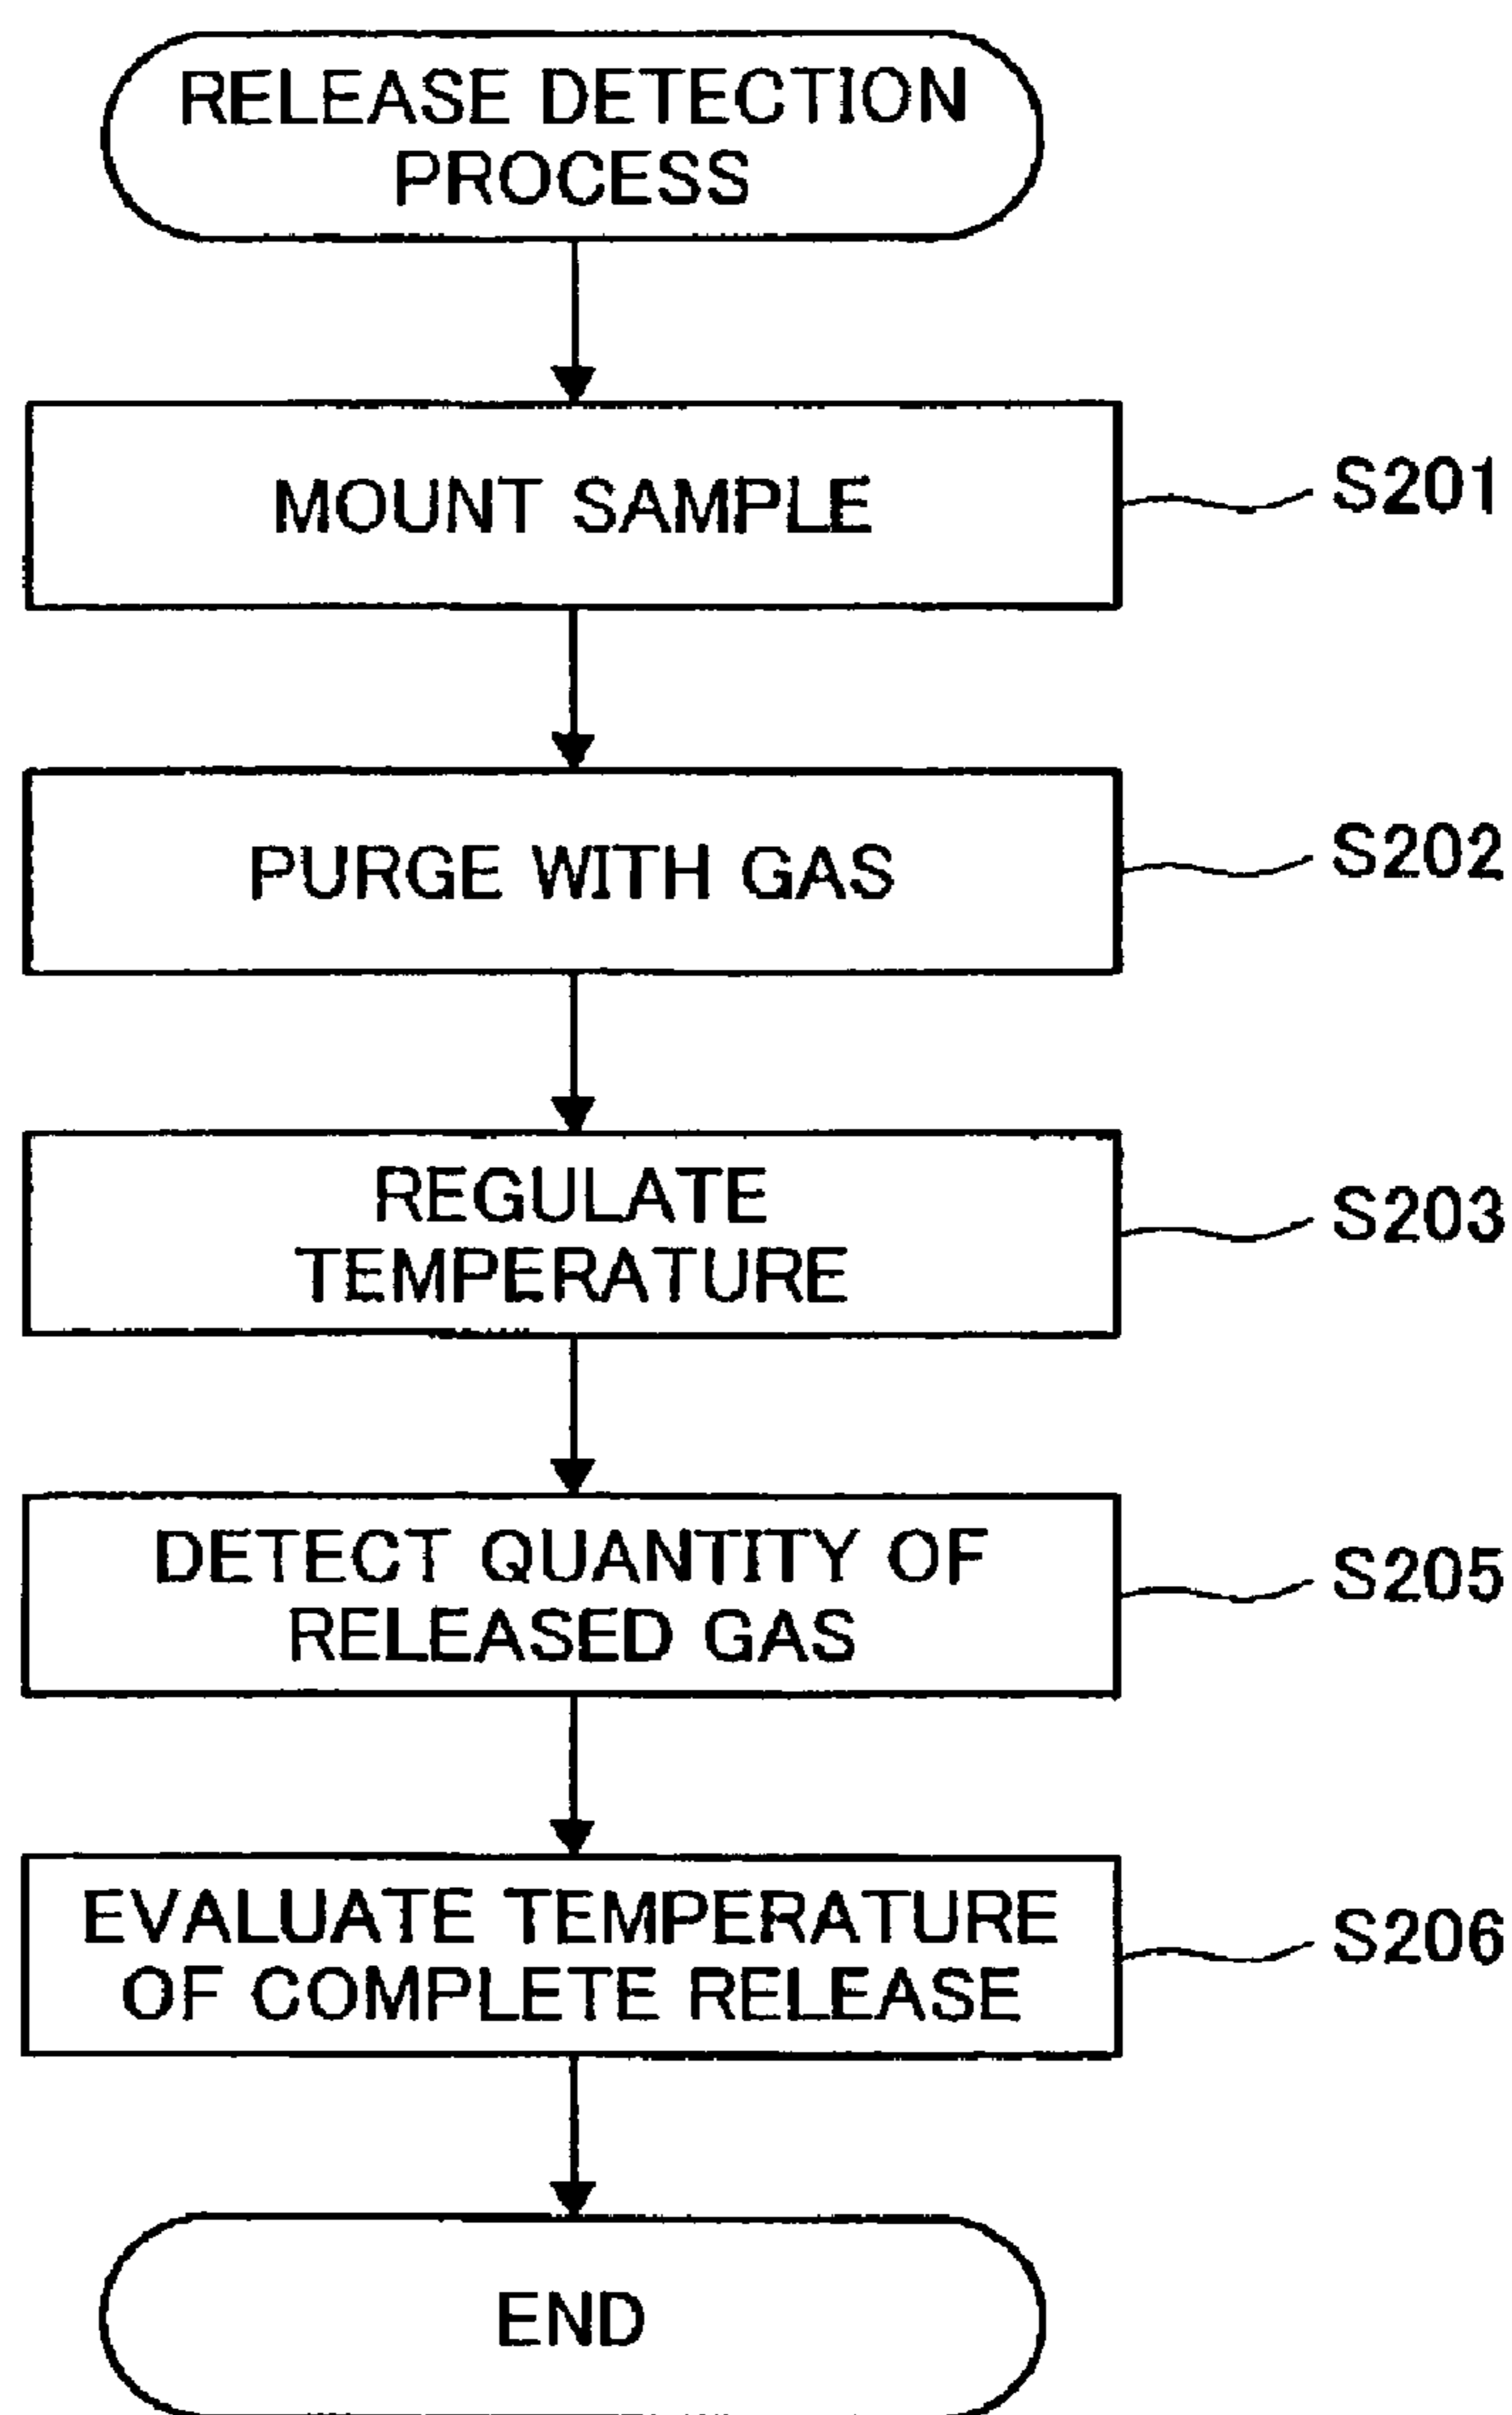 RELEASE DETECTION
PROCESS
MOUNT SAMPLE
S201
PURGE WITH GAS
S202
REGULATE
TEMPERATURE
S203
DETECT QUANTITY OF
RELEASED GAS
S205
EVALUATE TEMPERATURE
OF COMPLETE RELEASE
S206
END